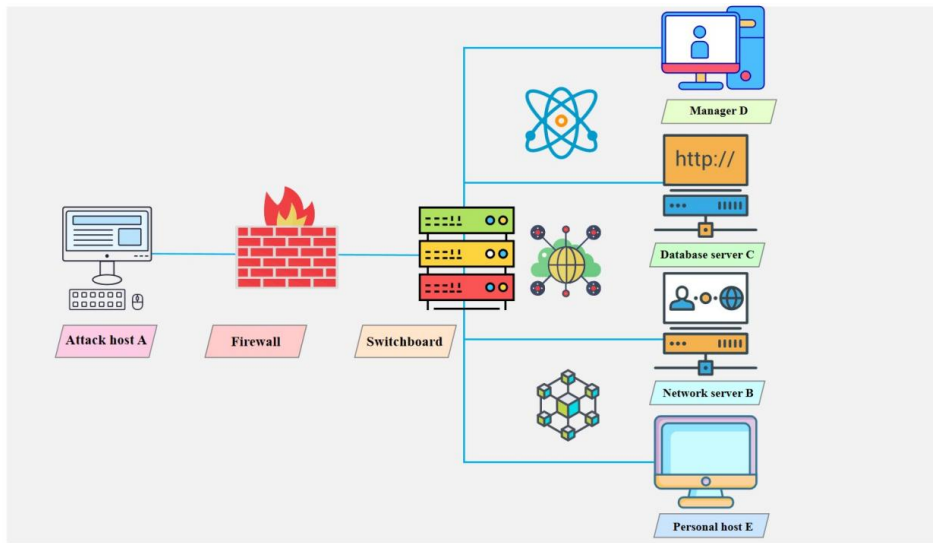 Manager D
http://
Database server C
Attack host A
Firewall
Switchboard
Network server B
Personal host E